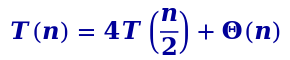 T(n) = 4T(n/2) + Θ(n)